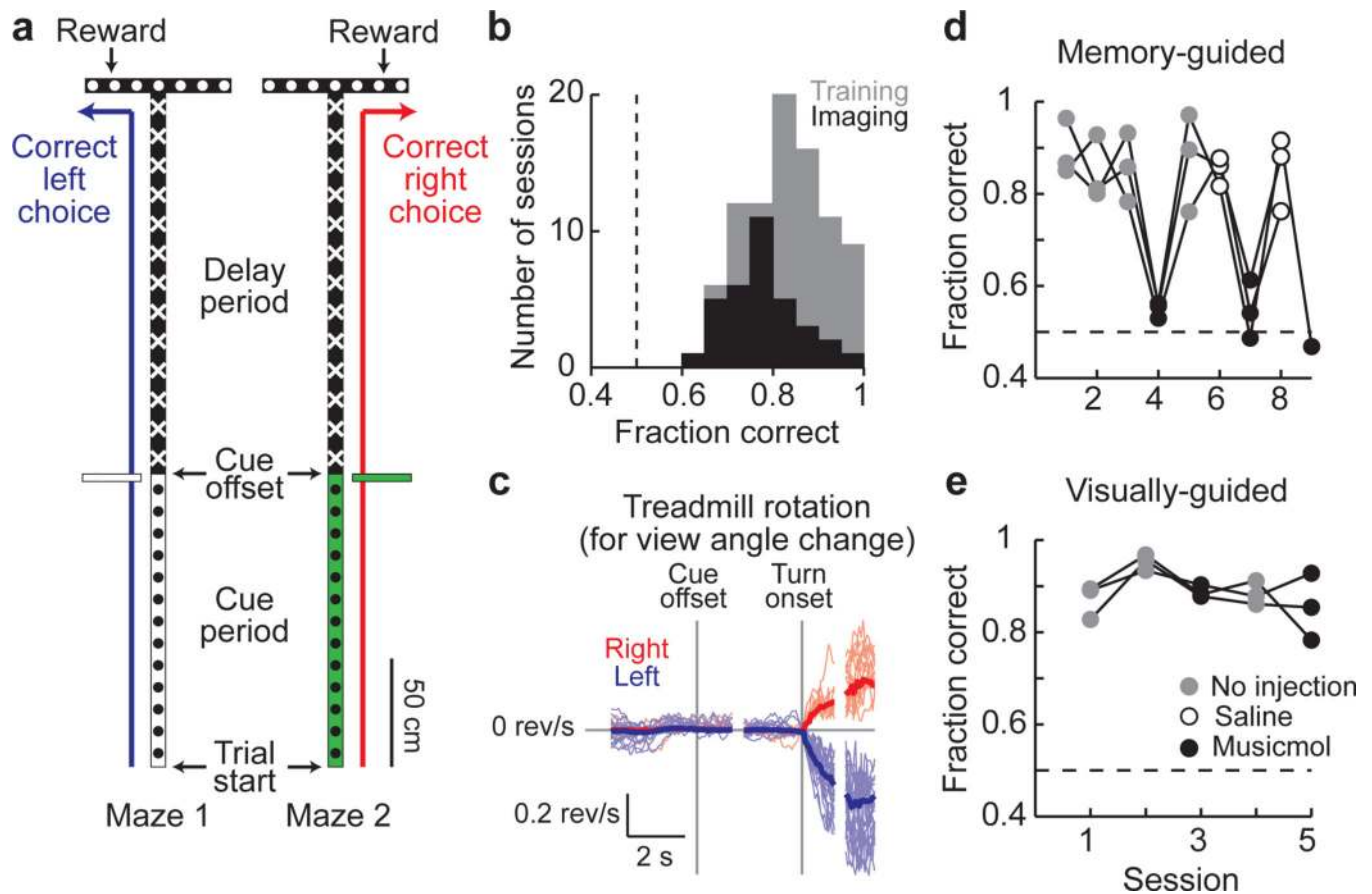 a
Reward
Reward
Correct
left
choice
Correct
right
choice
Delay
period
Cue
offset
Cue
period
50 cm
Trial
start
Maze 1
Maze 2
b
Number of sessions
20
10
0
Training
Imaging
0.4
0.6
0.8
1
Fraction correct
c
Treadmill rotation
(for view angle change)
Cue
offset
Turn
onset
Right
Left
0 rev/s
0.2 rev/s
2 s
d
Memory-guided
Fraction correct
1
0.8
0.6
0.4
2
4
6
8
e
Visually-guided
Fraction correct
1
0.8
0.6
0.4
No injection
Saline
Musicmol
1
3
5
Session